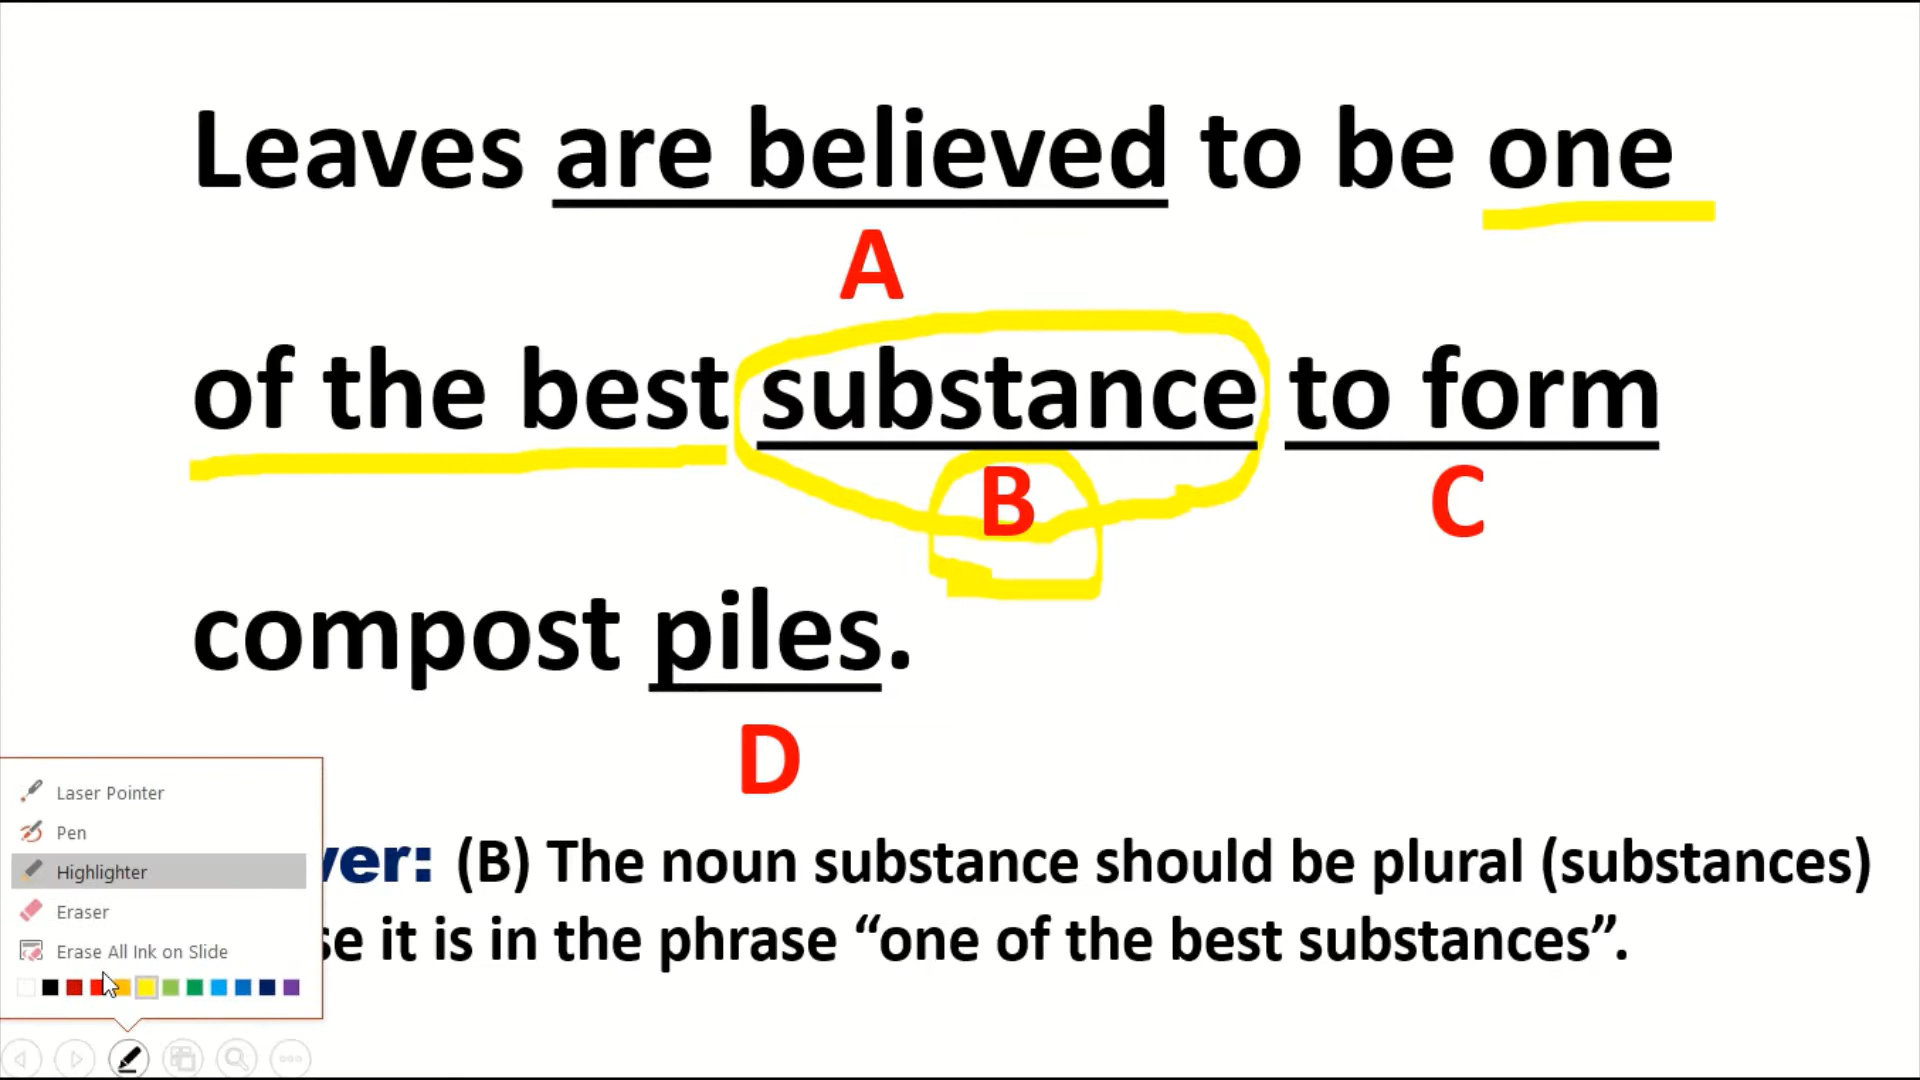 Leaves are believed to be one
A
of the best substance to form
B C
compost piles.
D
Laser Pointer
Pen
Highlighter
Eraser
Erase All Ink on Slide
ver: (B) The noun substance should be plural (substances)
se it is in the phrase “one of the best substances”.